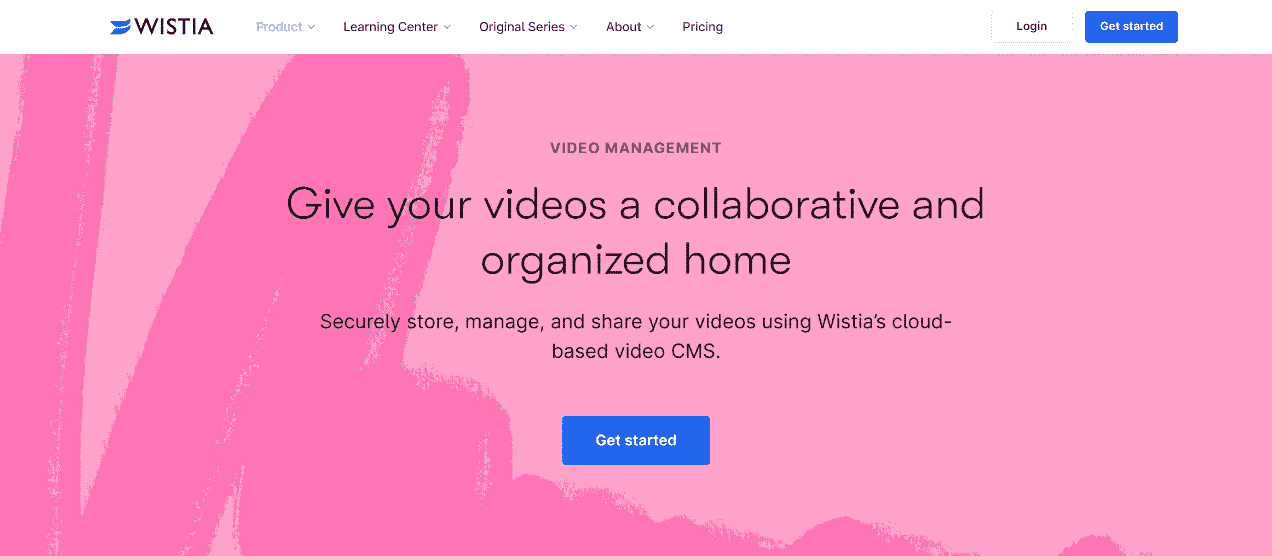 WISTIA
Product
Learning Center
Original Series
About
Pricing
Login
Get started
VIDEO MANAGEMENT
Give your videos a collaborative and
organized home
Securely store, manage, and share your videos using Wistia’s cloud-
based video CMS.
Get started